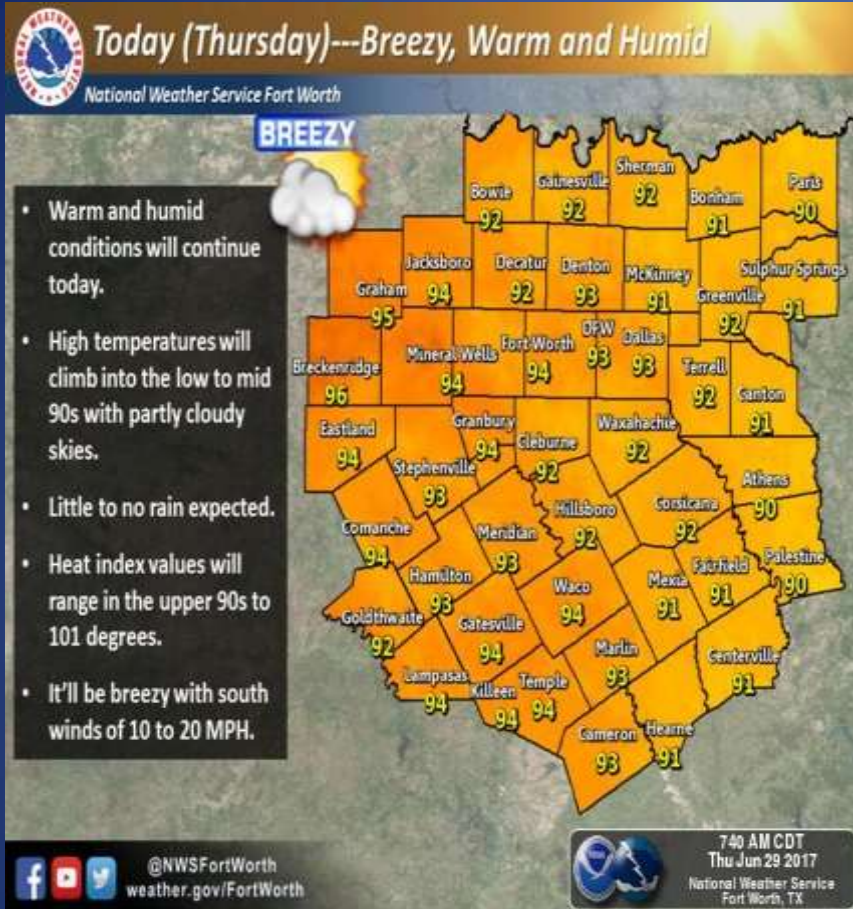 Today (Thursday)---Breezy, Warm and Humid
National Weather Service Fort Worth
BREEZY
• Warm and humid
conditions will continue
today.
• High temperatures will
climb into the low to mid
90s with partly cloudy
skies.
• Little to no rain expected.
• Heat index values will
range in the upper 90s to
101 degrees.
• It'll be breezy with south
winds of 10 to 20 MPH.
Bowie
92
Gainesville
92
Sherman
92
Bonham
91
Paris
90
Graham
95
Jacksboro
94
Decatur
92
Denton
93
McKinney
91
Greenville
92
Sulphur Springs
91
Breckenridge
96
Mineral Wells
94
Fort Worth
94
DFW
93
Dallas
93
Terrell
92
Canton
91
Eastland
94
Stephenville
93
Granbury
94
Cleburne
92
Waxahachie
92
Athens
90
Comanche
94
Hamilton
93
Meridian
93
Hillsboro
92
Corsicana
92
Palestine
90
Goldthwaite
92
Gatesville
94
Waco
94
Mexia
91
Fairfield
91
Lampasas
94
Killeen
94
Temple
94
Marlin
93
Centerville
91
Cameron
93
Hearne
91
@NWSFortWorth
weather.gov/FortWorth
740 AM CDT
Thu Jun 29 2017
National Weather Service
Fort Worth, TX